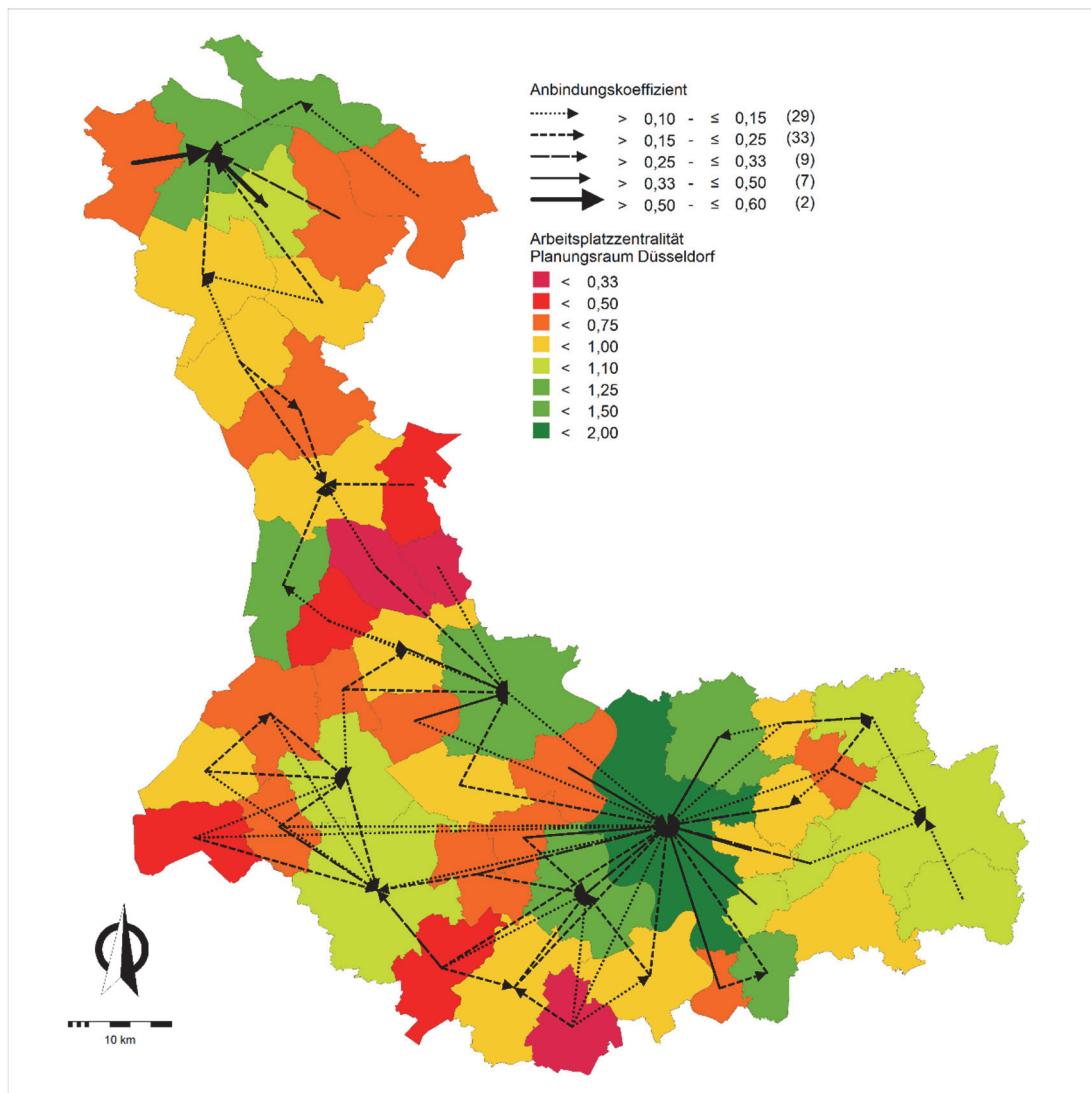 Anbindungskoeffizient
> 0,10 - ≤ 0,15 (29)
> 0,15 - ≤ 0,25 (33)
> 0,25 - ≤ 0,33 (9)
> 0,33 - ≤ 0,50 (7)
> 0,50 - ≤ 0,60 (2)
Arbeitsplatzzentralität
Planungsraum Düsseldorf
< 0,33
< 0,50
< 0,75
< 1,00
< 1,10
< 1,25
< 1,50
< 2,00
10 km